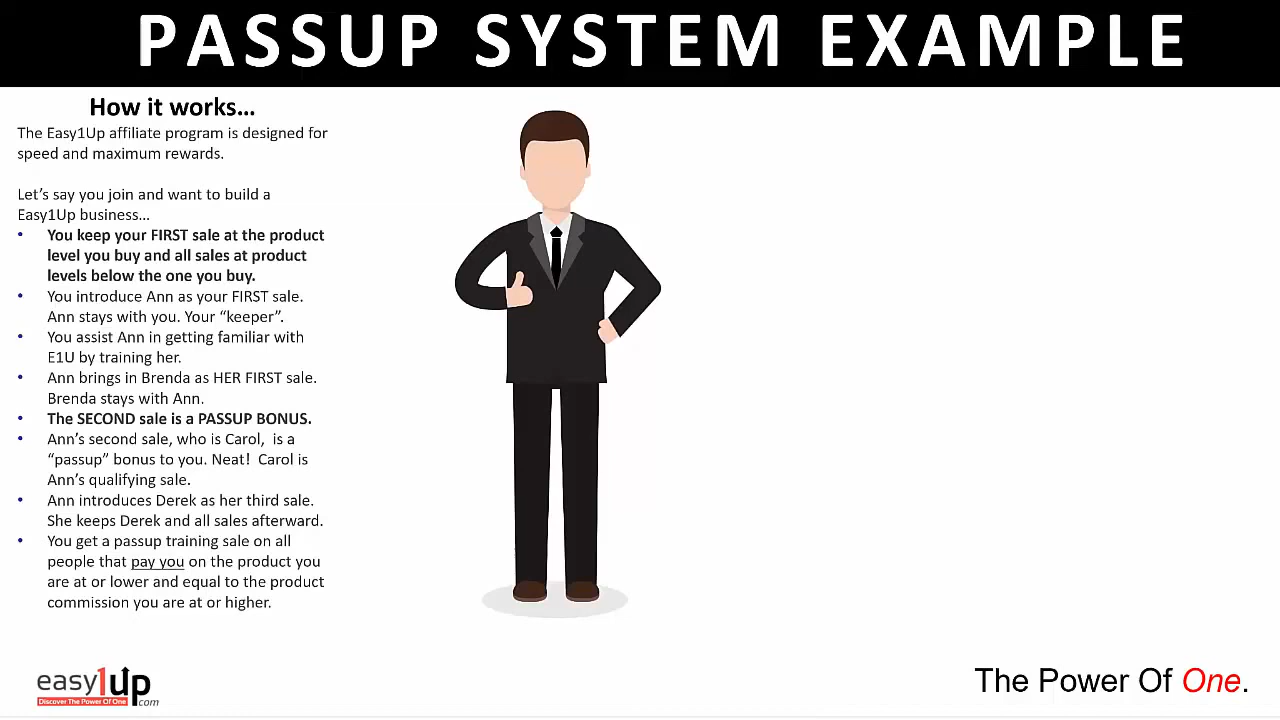 PASSUP SYSTEM EXAMPLE
How it works...
The Easy1Up affiliate program is designed for
speed and maximum rewards.
Let's say you join and want to build a
Easy1Up business...
• You keep your FIRST sale at the product
level you buy and all sales at product
levels below the one you buy.
• You introduce Ann as your FIRST sale.
Ann stays with you. Your “keeper”.
• You assist Ann in getting familiar with
E1U by training her.
• Ann brings in Brenda as HER FIRST sale.
Brenda stays with Ann.
• The SECOND sale is a PASSUP BONUS.
• Ann's second sale, who is Carol,  is a
“passup” bonus to you. Neat!  Carol is
Ann's qualifying sale.
• Ann introduces Derek as her third sale.
She keeps Derek and all sales afterward.
• You get a passup training sale on all
people that pay you on the product you
are at or lower and equal to the product
commission you are at or higher.
easy1up
Discover The Power Of One .com
The Power Of One.